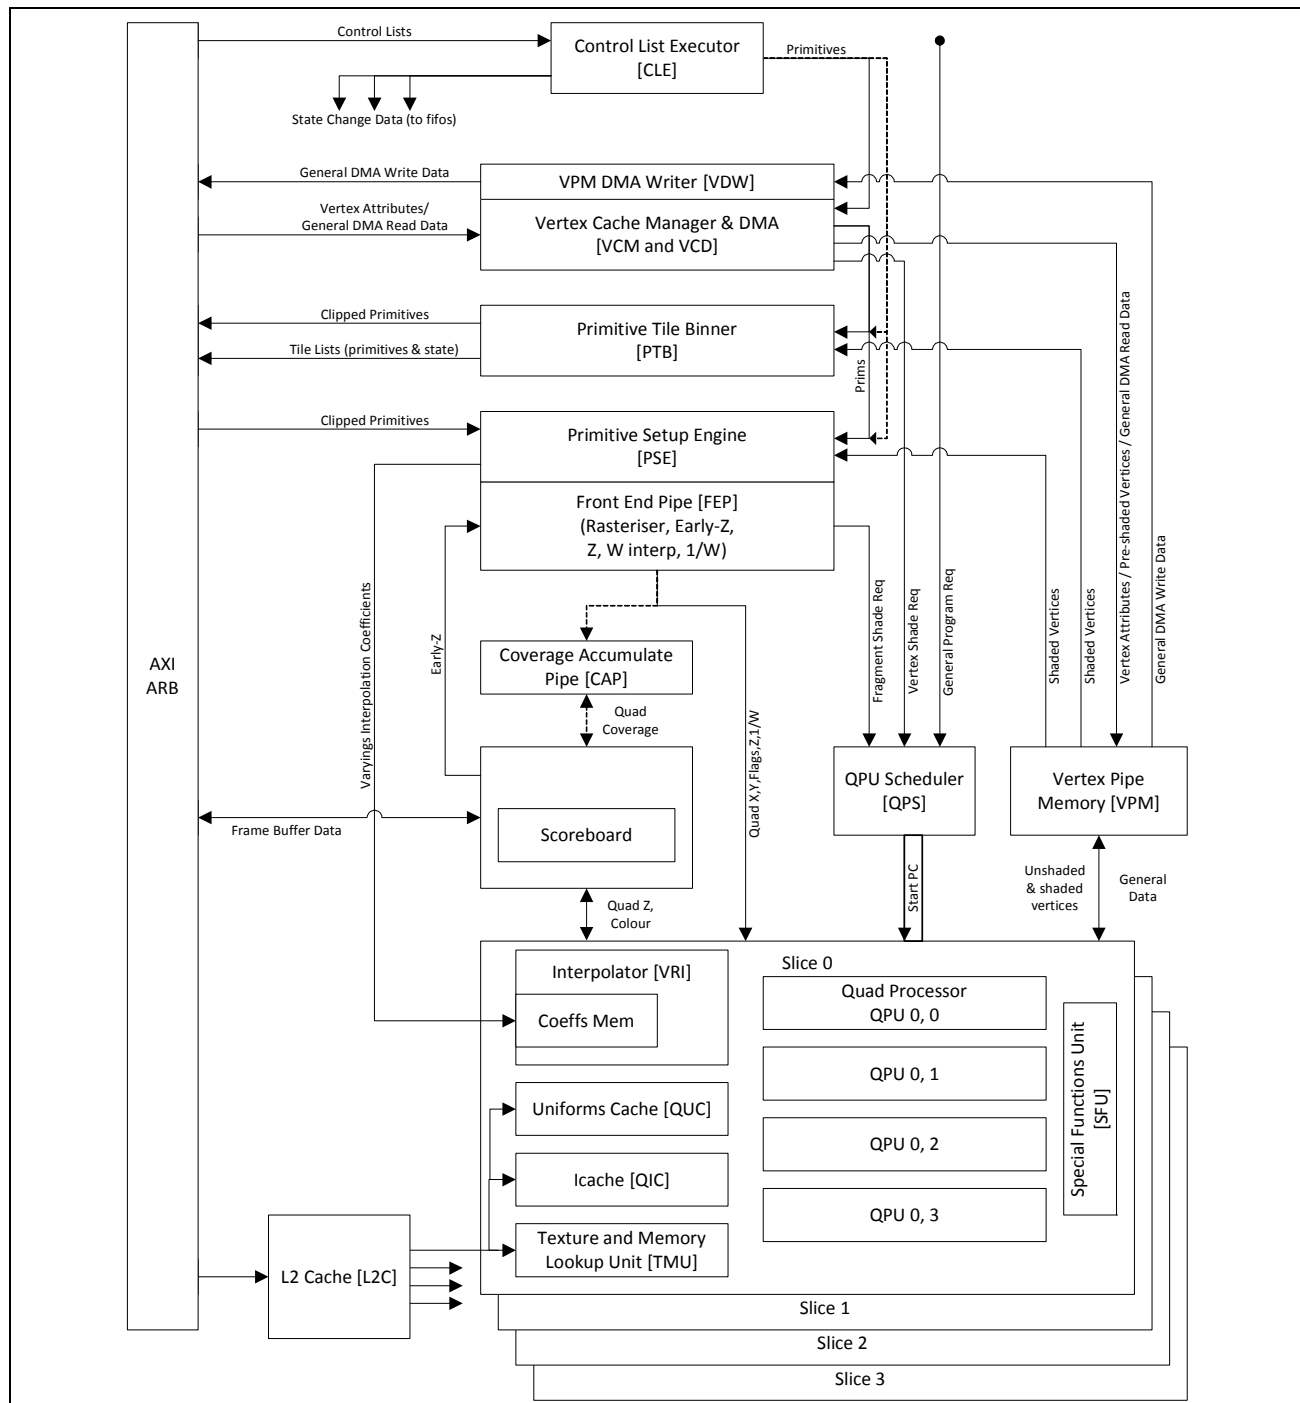 Control Lists
Control List Executor
[CLE]
Primitives
State Change Data (to fifos)
General DMA Write Data
VPM DMA Writer [VDW]
Vertex Attributes/
General DMA Read Data
Vertex Cache Manager & DMA
[VCM and VCD]
Clipped Primitives
Primitive Tile Binner
[PTB]
Tile Lists (primitives & state)
Prims
Clipped Primitives
Primitive Setup Engine
[PSE]
Front End Pipe [FEP]
(Rasteriser, Early-Z,
Z, W interp, 1/W)
Varyings Interpolation Coefficients
Early-Z
Coverage Accumulate
Pipe [CAP]
Quad
Coverage
Quad X,Y,Flags,Z,1/W
Fragment Shade Req
Vertex Shade Req
General Program Req
Shaded Vertices
Shaded Vertices
Vertex Attributes / Pre-shaded Vertices / General DMA Read Data
General DMA Write Data
AXI
ARB
QPU Scheduler
[QPS]
Vertex Pipe
Memory [VPM]
Frame Buffer Data
Scoreboard
Start PC
Unshaded
& shaded
vertices
General
Data
Quad Z,
Colour
Slice 0
Interpolator [VRI]
Coeffs Mem
Quad Processor
QPU 0, 0
QPU 0, 1
QPU 0, 2
QPU 0, 3
Special Functions Unit
[SFU]
Uniforms Cache [QUC]
Icache [QIC]
Texture and Memory
Lookup Unit [TMU]
L2 Cache [L2C]
Slice 1
Slice 2
Slice 3